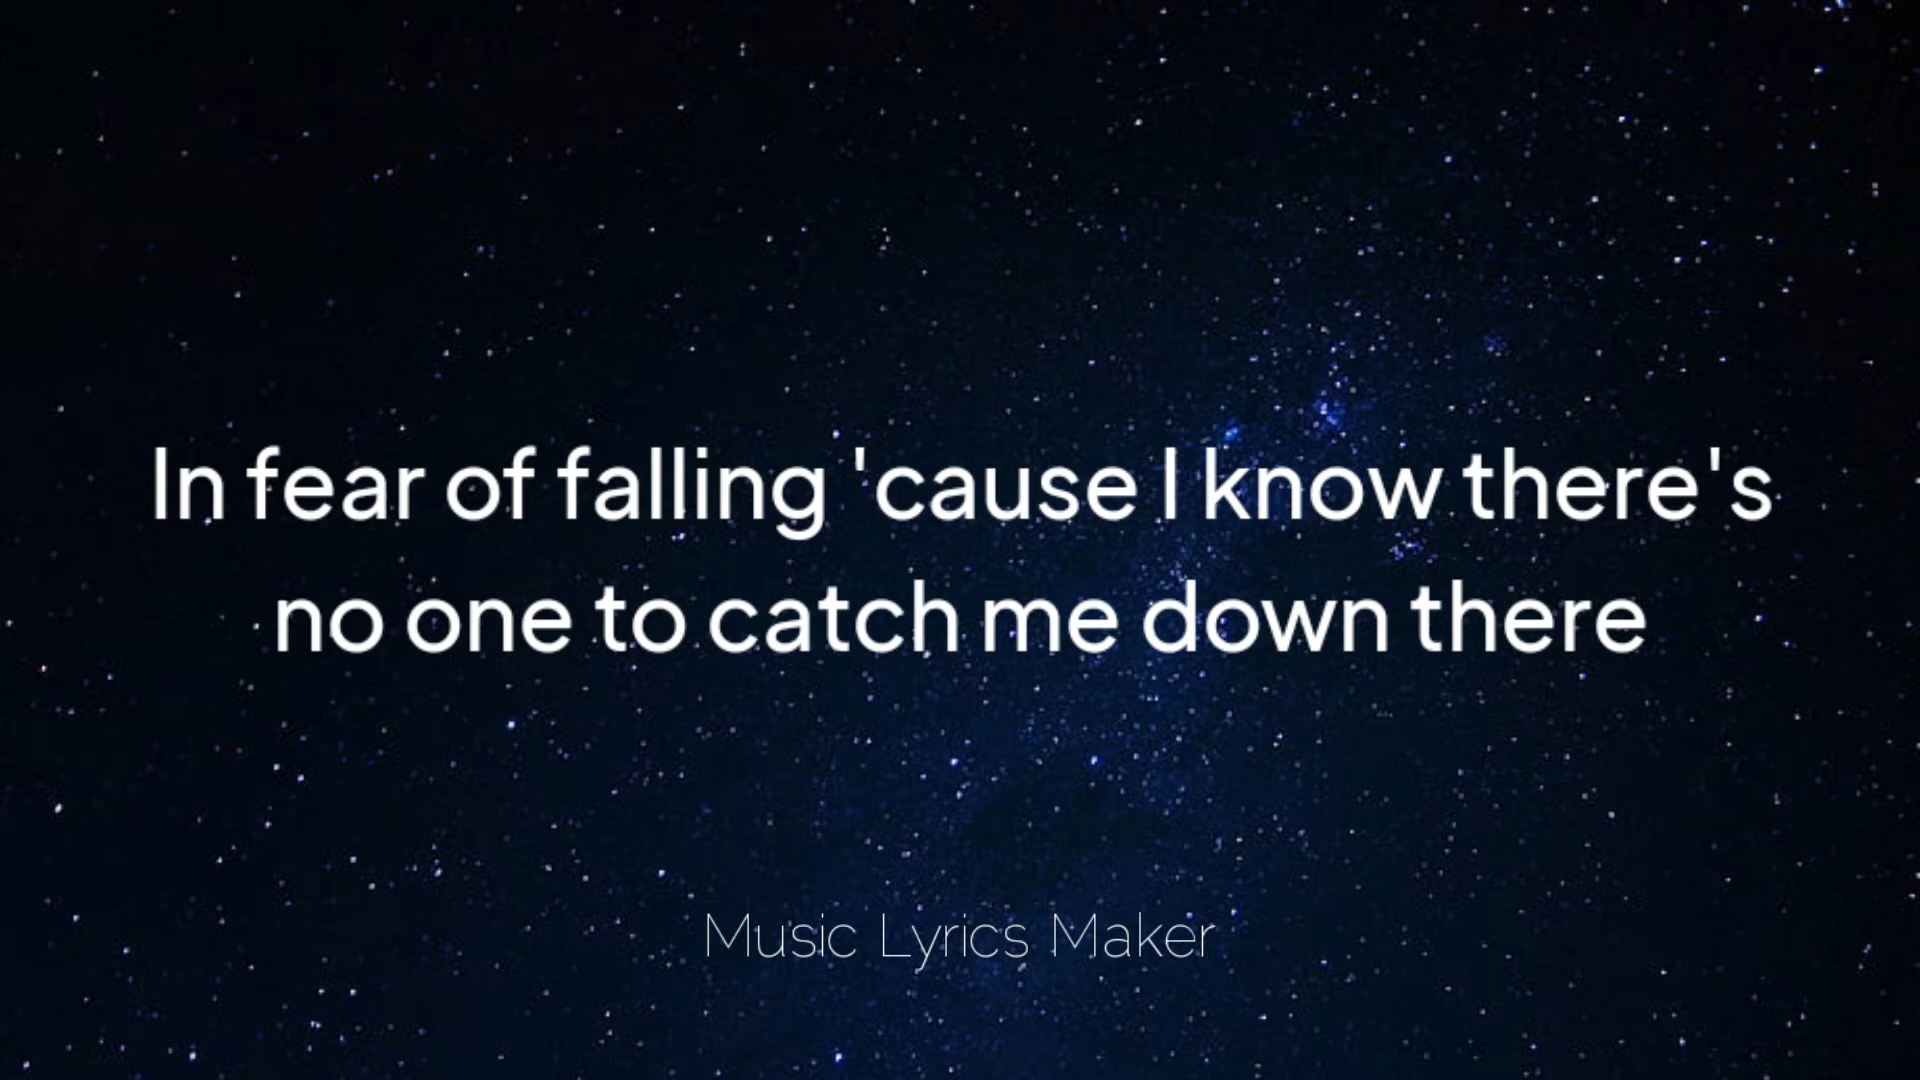 In fear of falling 'cause I know there's
no one to catch me down there
Music Lyrics Maker